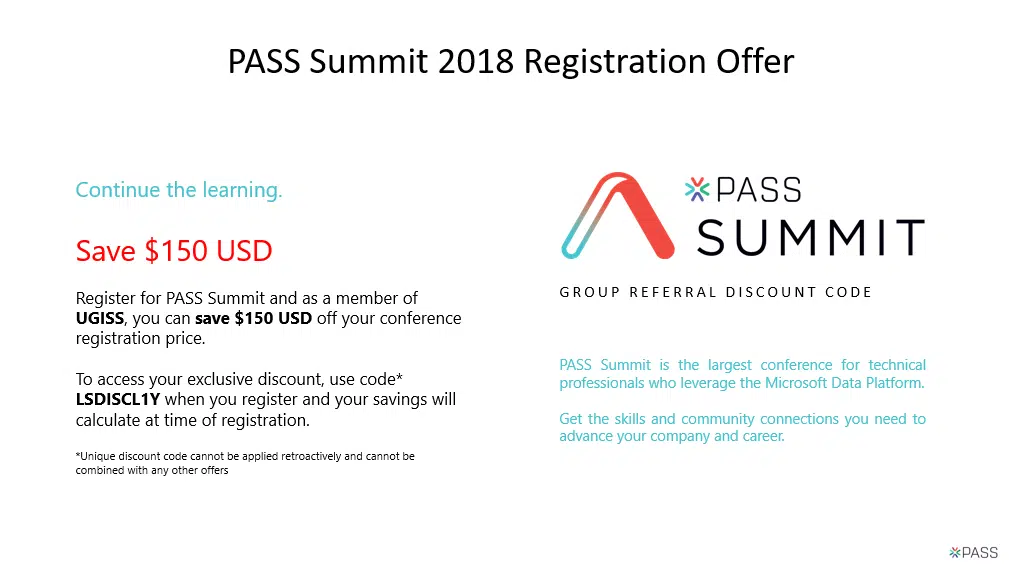 PASS Summit 2018 Registration Offer
Continue the learning.
Save $150 USD
Register for PASS Summit and as a member of
UGISS, you can save $150 USD off your conference
registration price.
To access your exclusive discount, use code*
LSDISCL1Y when you register and your savings will
calculate at time of registration.
*Unique discount code cannot be applied retroactively and cannot be
combined with any other offers
PASS
SUMMIT
GROUP REFERRAL DISCOUNT CODE
PASS Summit is the largest conference for technical
professionals who leverage the Microsoft Data Platform.
Get the skills and community connections you need to
advance your company and career.
PASS